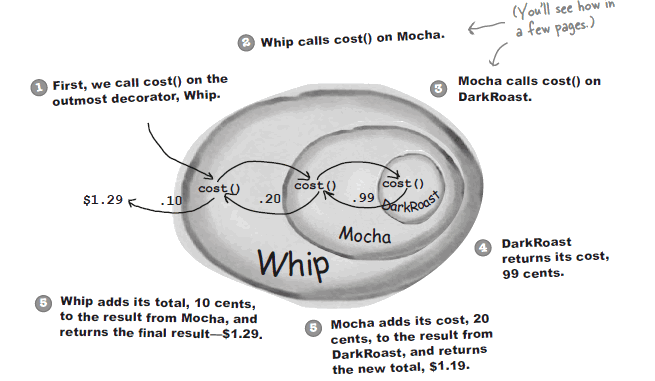 (You'll see how in
a few pages.)
2 Whip calls cost() on Mocha.
1 First, we call cost() on the
outmost decorator, Whip.
3 Mocha calls cost() on
DarkRoast.
$1.29
.10
cost()
.20
cost()
.99
cost()
DarkRoast
Mocha
Whip
4 DarkRoast
returns its cost,
99 cents.
5 Whip adds its total, 10 cents,
to the result from Mocha, and
returns the final result—$1.29.
5 Mocha adds its cost, 20
cents, to the result from
DarkRoast, and returns
the new total, $1.19.